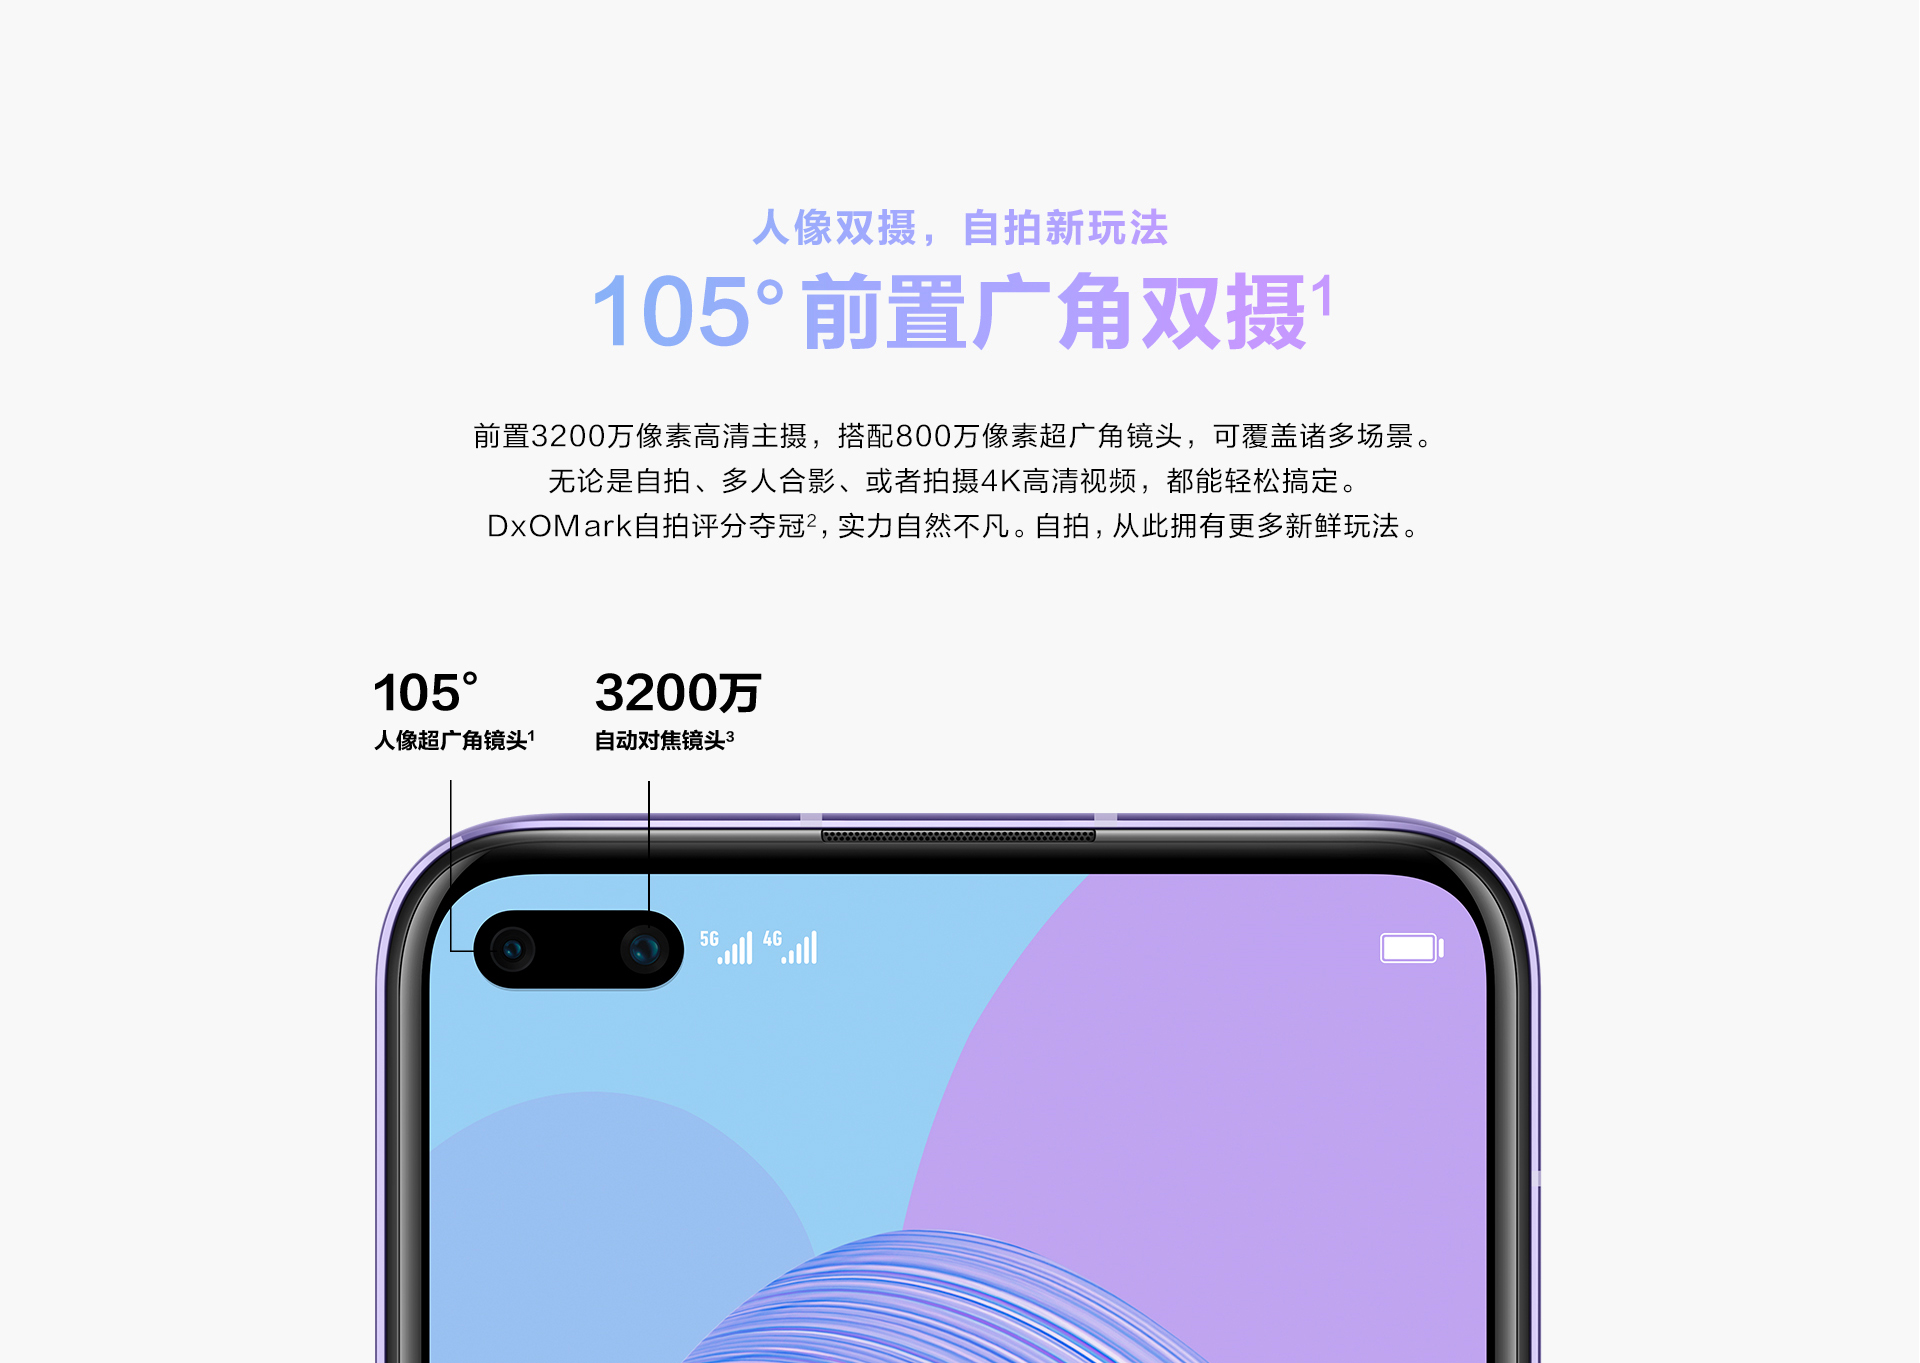 人像双摄，自拍新玩法
105°前置广角双摄1
前置3200万像素高清主摄，搭配800万像素超广角镜头，可覆盖诸多场景。
无论是自拍、多人合影、或者拍摄4K高清视频，都能轻松搞定。
DxOMark自拍评分夺冠2，实力自然不凡。自拍，从此拥有更多新鲜玩法。
105° 3200万
人像超广角镜头1 自动对焦镜头3
5G 4G